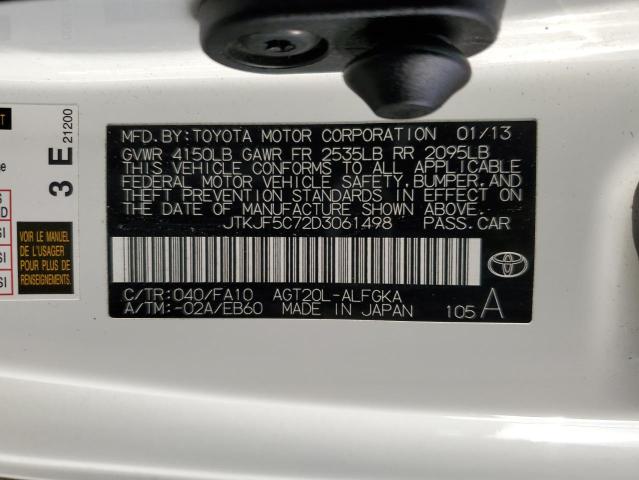 MFD.BY:TOYOTA MOTOR CORPORATION 01/13
GVWR 4150LB GAWR FR 2535LB RR 2095LB
THIS VEHICLE CONFORMS TO ALL APPLICABLE
FEDERAL MOTOR VEHICLE SAFETY, BUMPER, AND
THEFT PREVENTION STANDARDS IN EFFECT ON
THE DATE OF MANUFACTURE SHOWN ABOVE.
JTKJF5C72D3061498 PASS.CAR
C/TR:040/FA10 AGT20L-ALFGKA
A/TM:-02A/EB60 MADE IN JAPAN 105 A
3 E 21200
VOIR LE MANUEL
DE L'USAGER
POUR PLUS DE
RENSEIGNEMENTS.